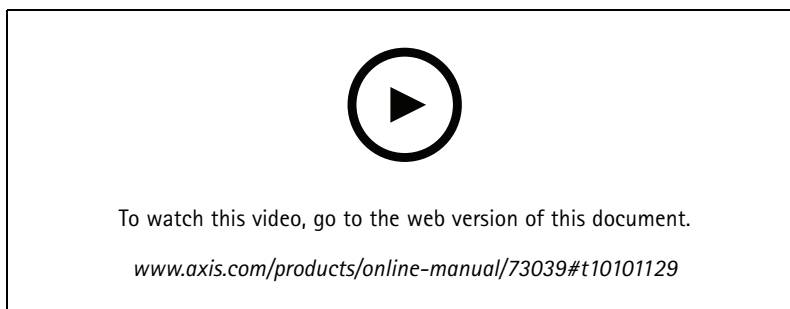 To watch this video, go to the web version of this document.
www.axis.com/products/online-manual/73039#t10101129